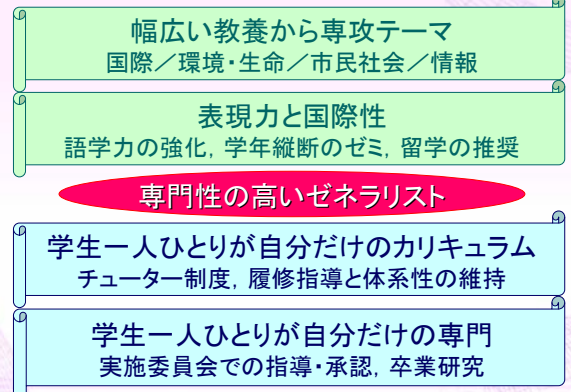 幅広い教養から専攻テーマ
国際／環境・生命／市民社会／情報
表現力と国際性
語学力の強化, 学年縦断のゼミ, 留学の推奨
専門性の高いゼネラリスト
学生一人ひとりが自分だけのカリキュラム
チューター制度, 履修指導と体系性の維持
学生一人ひとりが自分だけの専門
実施委員会での指導・承認, 卒業研究